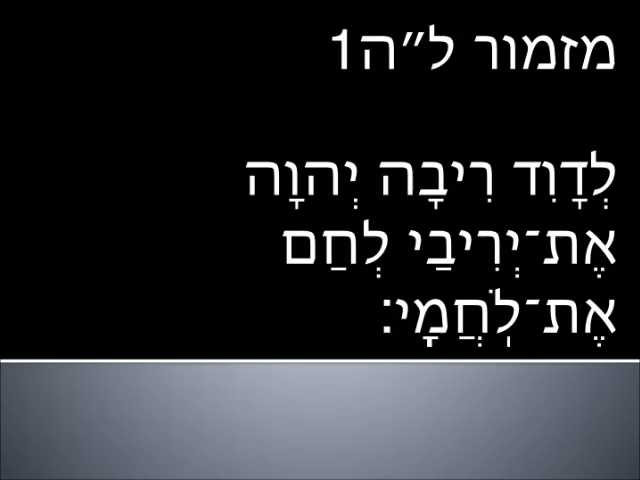 מזמור ל״ה1
לְדָוִד רִיבָה יְהוָה
אֶת־יְרִיבַי לְחַם
אֶת־לֹֽחֲמָֽי׃